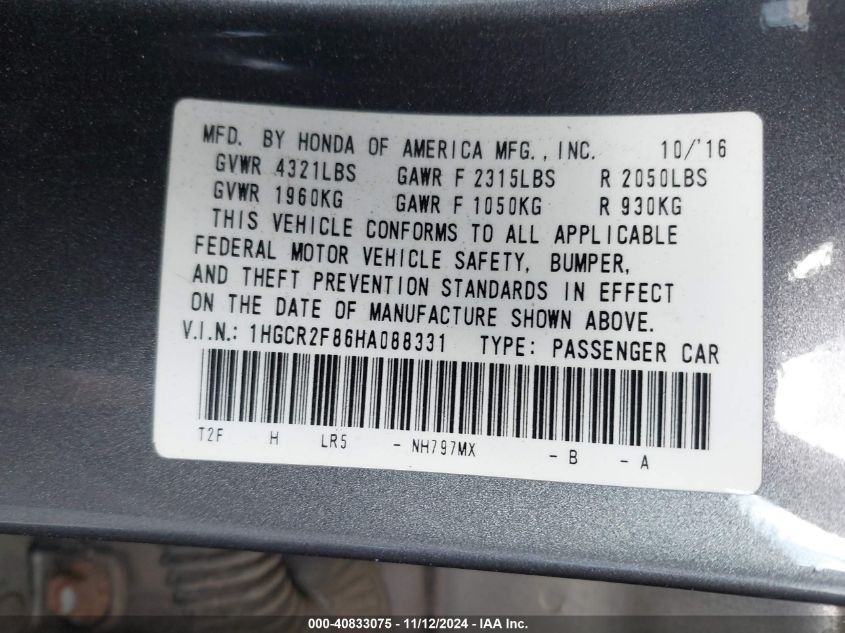 MFD. BY HONDA OF AMERICA MFG., INC. 10/'16
GVWR 4321LBS GAWR F 2315LBS R 2050LBS
GVWR 1960KG GAWR F 1050KG R 930KG
THIS VEHICLE CONFORMS TO ALL APPLICABLE
FEDERAL MOTOR VEHICLE SAFETY, BUMPER,
AND THEFT PREVENTION STANDARDS IN EFFECT
ON THE DATE OF MANUFACTURE SHOWN ABOVE.
V.I.N.: 1HGCR2F86HA088331 TYPE: PASSENGER CAR
T2F H LR5 - NH797MX - B - A
000-40833075 - 11/12/2024 - IAA Inc.